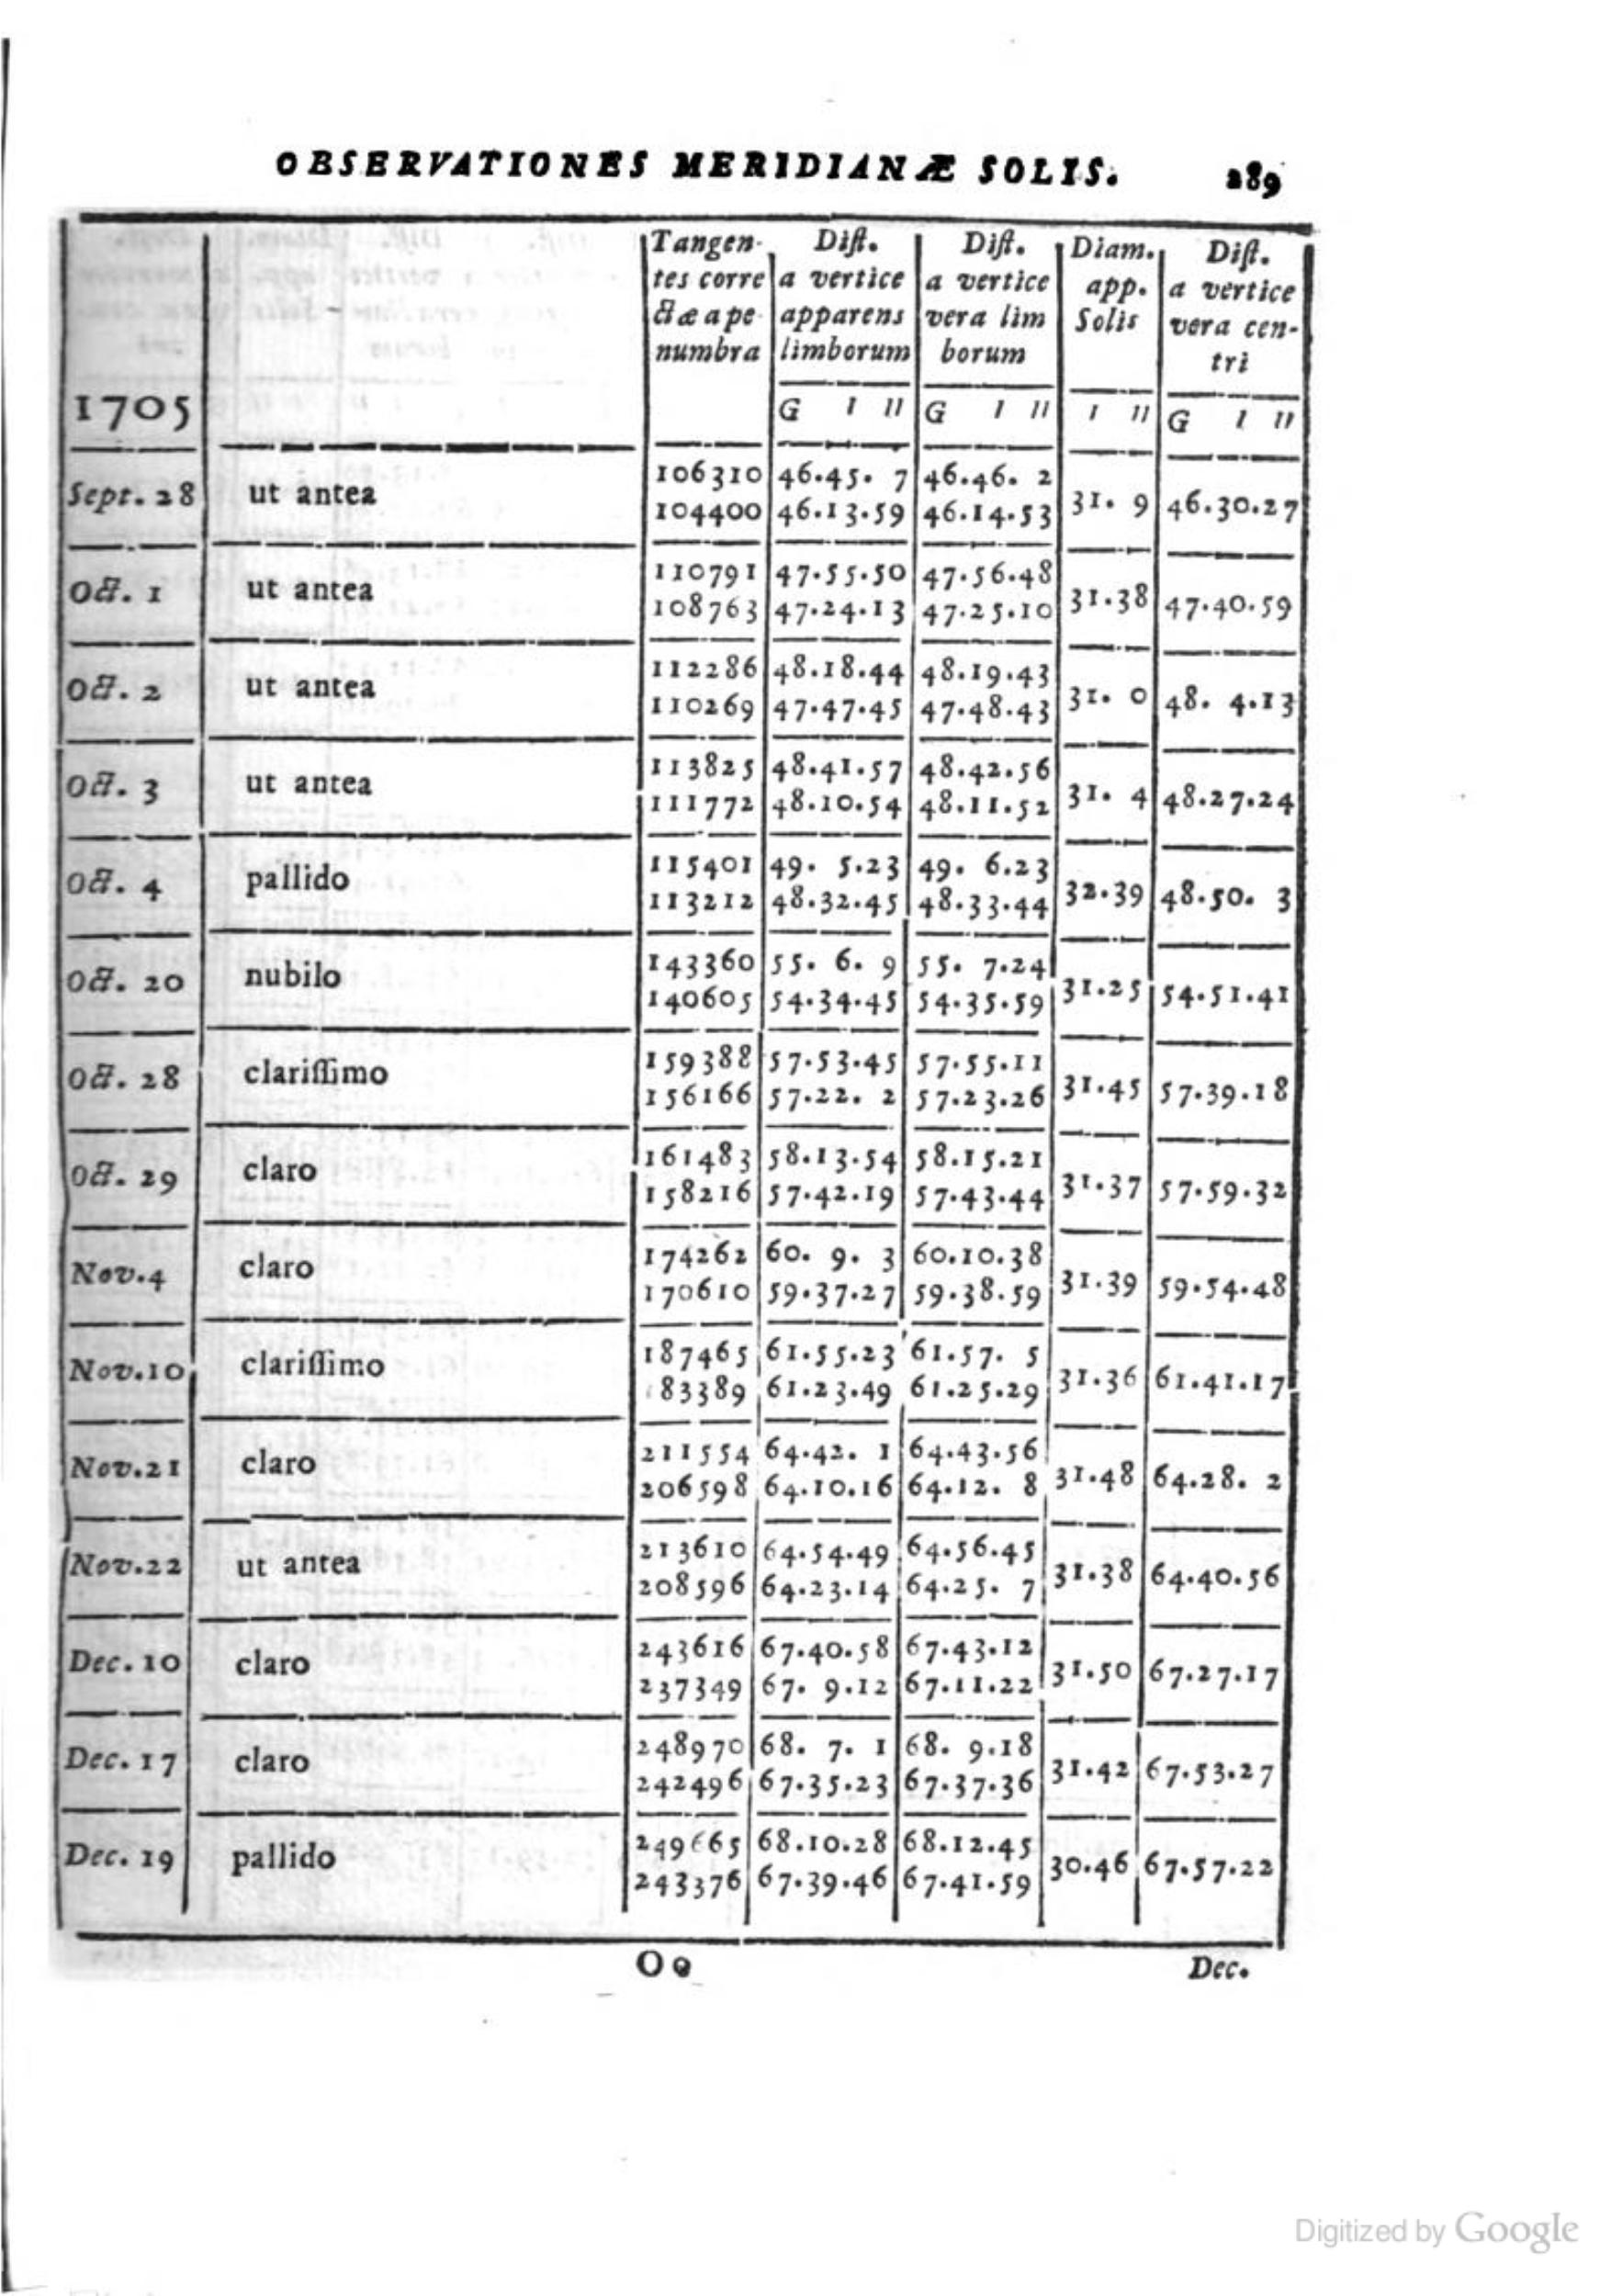 OBSERVATIONES MERIDIANÆ SOLIS. 289
1705
Tangen-
tes corre
ctæ a pe-
numbra
Diſt.
a vertice
apparens
limborum
G I II
Diſt.
a vertice
vera lim
borum
G I II
Diam.
app.
Solis
I II
Diſt.
a vertice
vera cen-
tri
G I II
Sept. 28 ut antea 106310 46.45. 7 46.46. 2 31. 9 46.30.27
104400 46.13.59 46.14.53
Oct. 1 ut antea 110791 47.55.50 47.56.48 31.38 47.40.59
108763 47.24.13 47.25.10
Oct. 2 ut antea 112286 48.18.44 48.19.43 31. 0 48. 4.13
110269 47.47.45 47.48.43
Oct. 3 ut antea 113825 48.41.57 48.42.56 31. 4 48.27.24
111772 48.10.54 48.11.52
Oct. 4 pallido 115401 49. 5.23 49. 6.23 32.39 48.50. 3
113212 48.32.45 48.33.44
Oct. 20 nubilo 143360 55. 6. 9 55. 7.24 31.25 54.51.41
140605 54.34.45 54.35.59
Oct. 28 clariſſimo 159388 57.53.45 57.55.11 31.45 57.39.18
156166 57.22. 2 57.23.26
Oct. 29 claro 161483 58.13.54 58.15.21 31.37 57.59.32
158216 57.42.19 57.43.44
Nov.4 claro 174262 60. 9. 3 60.10.38 31.39 59.54.48
170610 59.37.27 59.38.59
Nov.10 clariſſimo 187465 61.55.23 61.57. 5 31.36 61.41.17
83389 61.23.49 61.25.29
Nov.21 claro 211554 64.42. 1 64.43.56 31.48 64.28. 2
206598 64.10.16 64.12. 8
Nov.22 ut antea 213610 64.54.49 64.56.45 31.38 64.40.56
208596 64.23.14 64.25. 7
Dec. 10 claro 243616 67.40.58 67.43.12 31.50 67.27.17
237349 67. 9.12 67.11.22
Dec. 17 claro 248970 68. 7. 1 68. 9.18 31.42 67.53.27
242496 67.35.23 67.37.36
Dec. 19 pallido 249665 68.10.28 68.12.45 30.46 67.57.22
243376 67.39.46 67.41.59
Oo Dec.
Digitized by Google